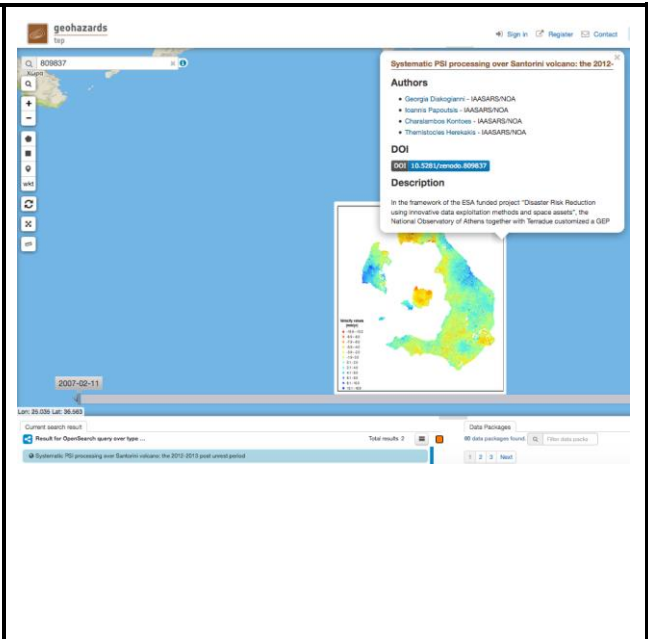 geohazards
tep
Sign in Register Contact
809837
Χώρα
+
−
wkt
Systematic PSI processing over Santorini volcano: the 2012-
Authors
Georgia Diakogianni - IAASARS/NOA
Ioannis Papoutsis - IAASARS/NOA
Charalambos Kontoes - IAASARS/NOA
Themistocles Herekakis - IAASARS/NOA
DOI
DOI 10.5281/zenodo.809837
Description
In the framework of the ESA funded project "Disaster Risk Reduction
using innovative data exploitation methods and space assets", the
National Observatory of Athens together with Terradue customized a GEP
2007-02-11
Lon: 25.035 Lat: 36.563
Current search result
Result for OpenSearch query over type ...
Total results 2
Systematic PSI processing over Santorini volcano: the 2012-2013 post unrest period
Data Packages
data packages found.
Filter data packs
1 2 3 Next